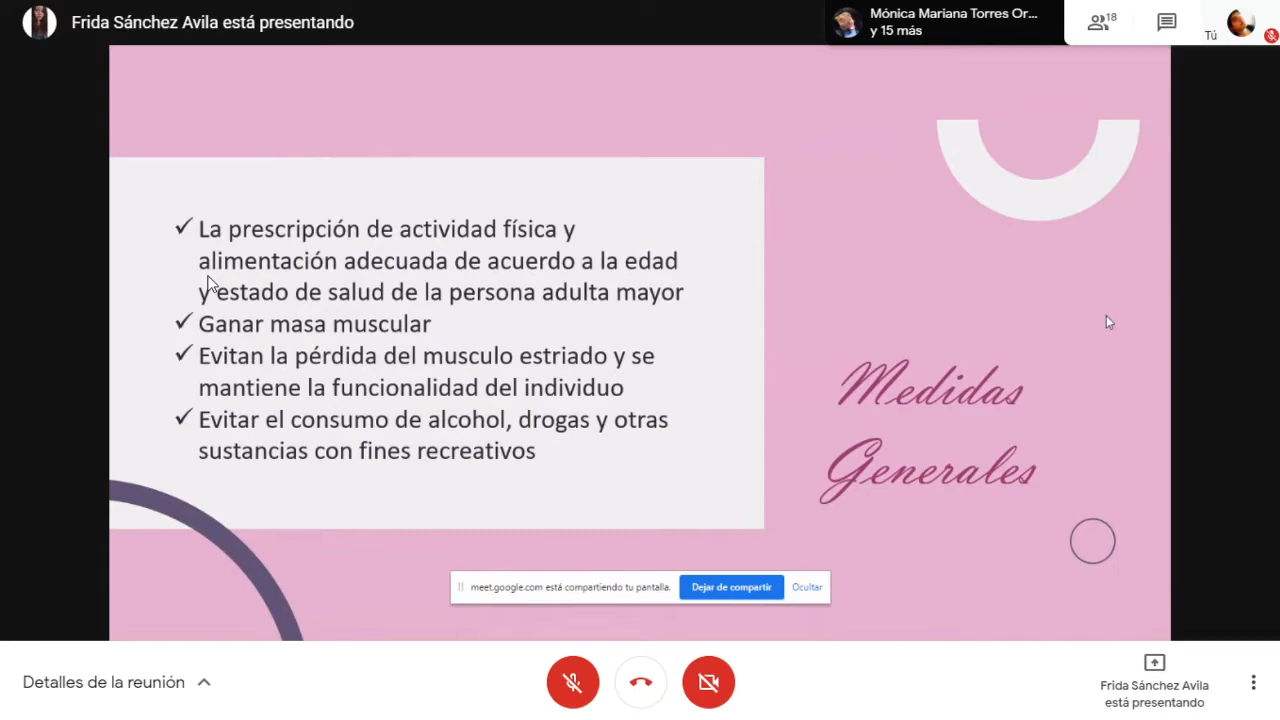 Frida Sánchez Avila está presentando
Mónica Mariana Torres Or...
y 15 más
18
Tú
La prescripción de actividad física y
alimentación adecuada de acuerdo a la edad
y estado de salud de la persona adulta mayor
Ganar masa muscular
Evitan la pérdida del musculo estriado y se
mantiene la funcionalidad del individuo
Evitar el consumo de alcohol, drogas y otras
sustancias con fines recreativos
Medidas
Generales
meet.google.com está compartiendo tu pantalla. Dejar de compartir Ocultar
Detalles de la reunión
Frida Sánchez Avila
está presentando